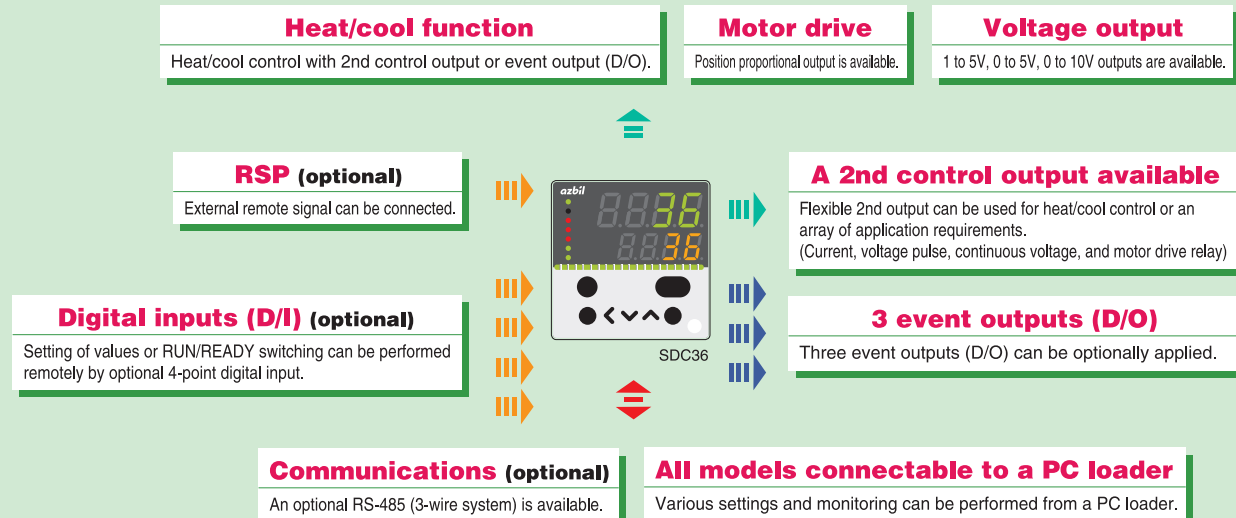 Heat/cool function
Heat/cool control with 2nd control output or event output (D/O).
Motor drive
Position proportional output is available.
Voltage output
1 to 5V, 0 to 5V, 0 to 10V outputs are available.
RSP (optional)
External remote signal can be connected.
azbil
36
36
SDC36
A 2nd control output available
Flexible 2nd output can be used for heat/cool control or an
array of application requirements.
(Current, voltage pulse, continuous voltage, and motor drive relay)
Digital inputs (D/I) (optional)
Setting of values or RUN/READY switching can be performed
remotely by optional 4-point digital input.
3 event outputs (D/O)
Three event outputs (D/O) can be optionally applied.
Communications (optional)
An optional RS-485 (3-wire system) is available.
All models connectable to a PC loader
Various settings and monitoring can be performed from a PC loader.